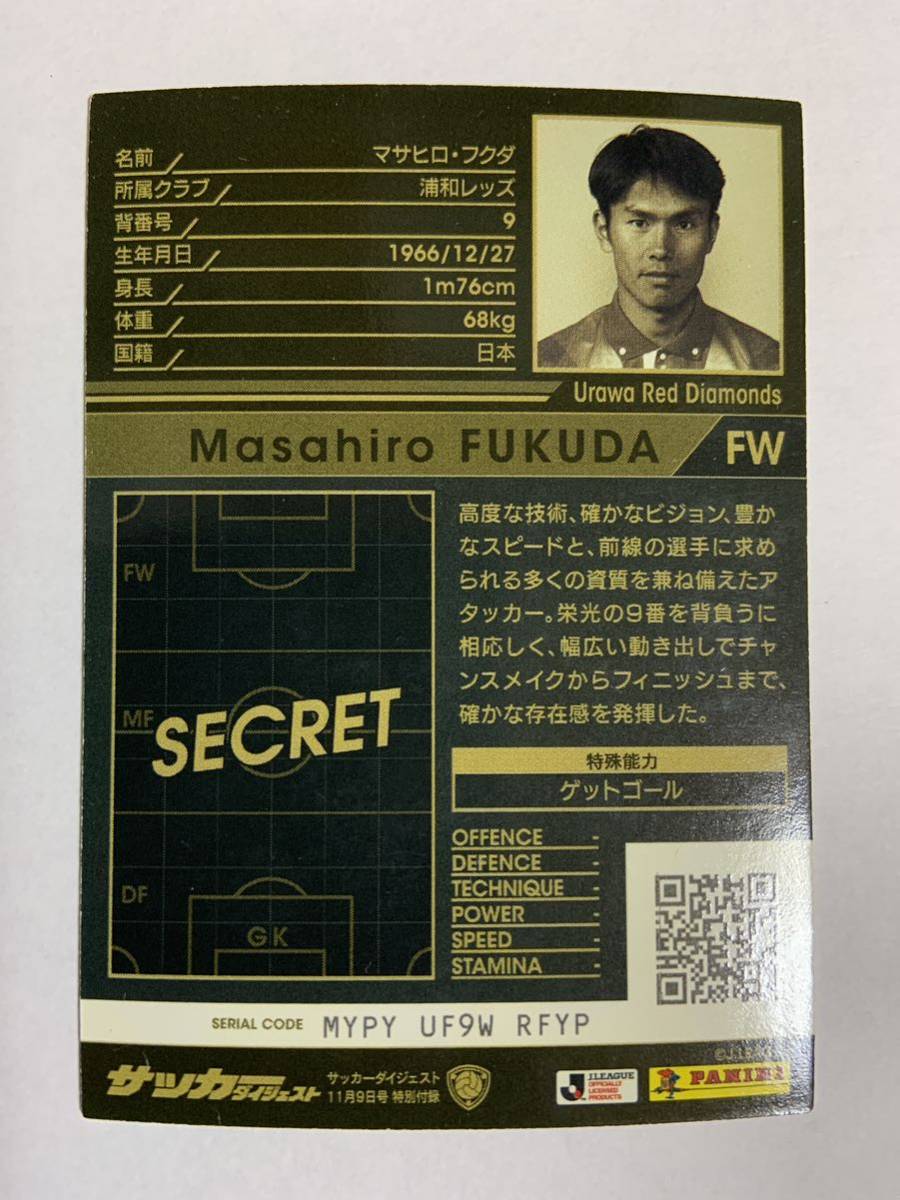 名前 マサヒロ・フクダ
所属クラブ 浦和レッズ
背番号 9
生年月日 1966/12/27
身長 1m76cm
体重 68kg
国籍 日本
Urawa Red Diamonds
Masahiro FUKUDA FW
FW
MF
SECRET
DF
GK
高度な技術、確かなビジョン、豊か
なスピードと、前線の選手に求め
られる多くの資質を兼ね備えたア
タッカー。栄光の9番を背負うに
相応しく、幅広い動き出しでチャ
ンスメイクからフィニッシュまで、
確かな存在感を発揮した。
特殊能力
ゲットゴール
OFFENCE -
DEFENCE -
TECHNIQUE -
POWER -
SPEED -
STAMINA -
SERIAL CODE MYPY UF9W RFYP
サッカーダイジェスト
サッカーダイジェスト
11月9日号 特別付録
J.LEAGUE
OFFICIALLY
LICENSED
PRODUCTS
PANINI